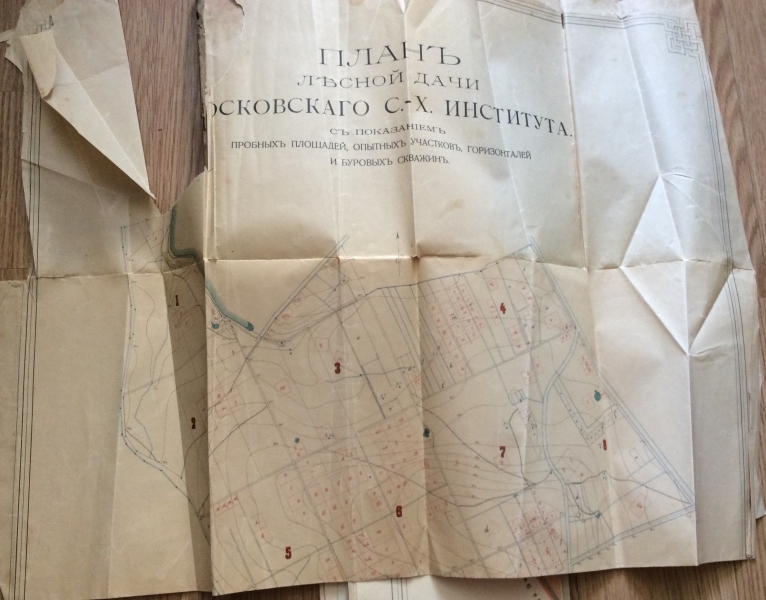 ПЛАНЪ
ЛѢСНОЙ ДАЧИ
ОСКОВСКАГО С.-Х. ИНСТИТУТА.
СЪ ПОКАЗАНІЕМЪ
ПРОБНЫХЪ ПЛОЩАДЕЙ, ОПЫТНЫХЪ УЧАСТКОВЪ, ГОРИЗОНТАЛЕЙ
И БУРОВЫХЪ СКВАЖИНЪ.
1
4
3
2
7
6
5